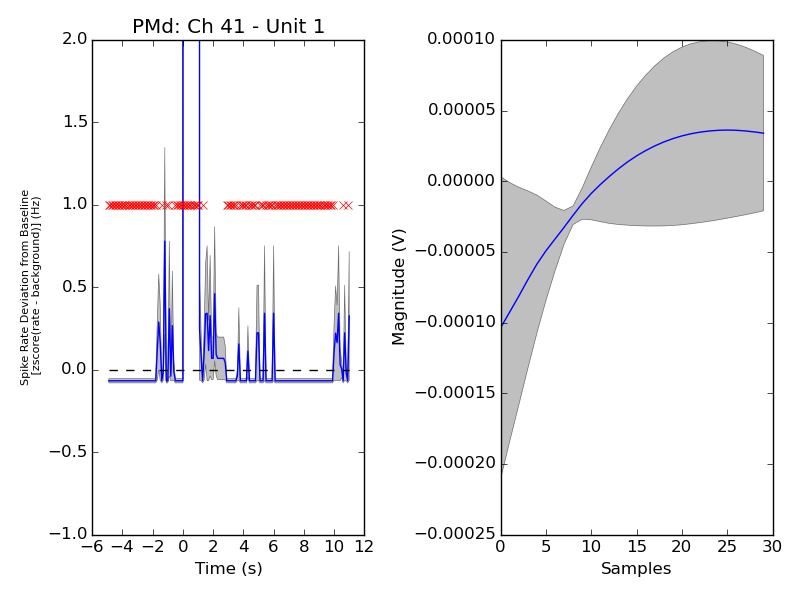 PMd: Ch 41 - Unit 1
2.0
1.5
1.0
0.5
0.0
−0.5
−1.0
Spike Rate Deviation from Baseline
[zscore(rate - background)] (Hz)
−6 −4 −2 0 2 4 6 8 10 12
Time (s)
0.00010
0.00005
0.00000
−0.00005
−0.00010
−0.00015
−0.00020
−0.00025
Magnitude (V)
0 5 10 15 20 25 30
Samples